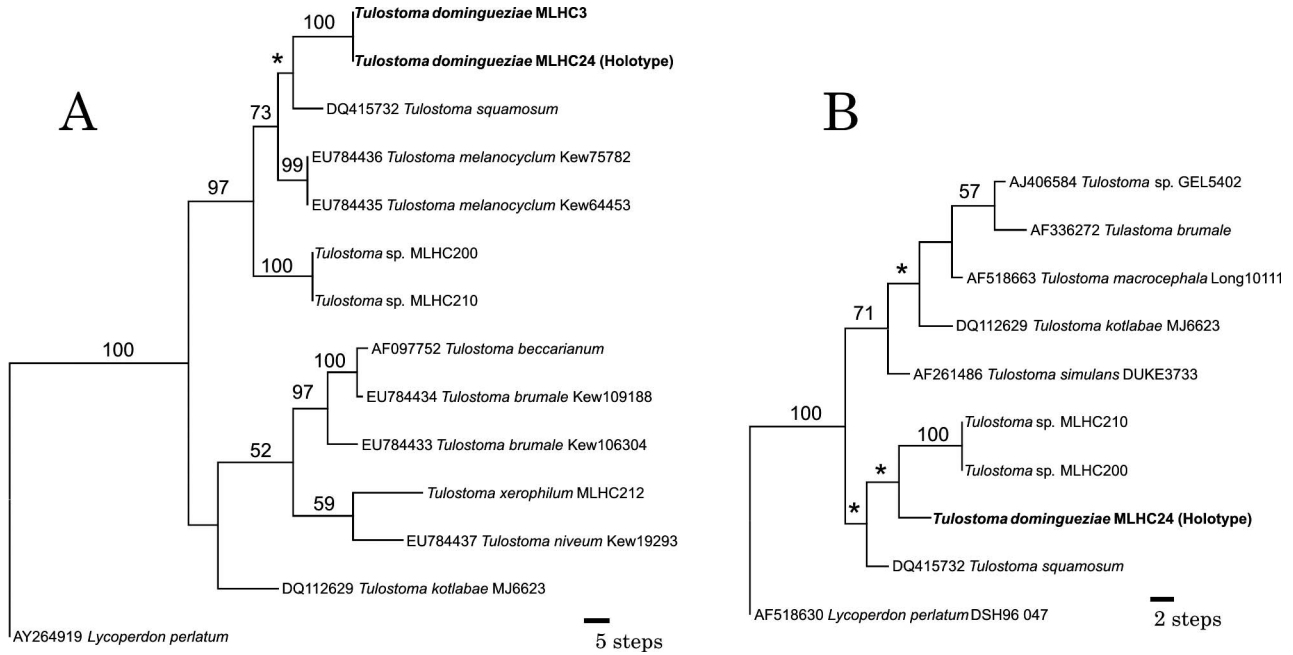 A
100
Tulostoma domingueziae MLHC3
Tulostoma domingueziae MLHC24 (Holotype)
*
DQ415732 Tulostoma squamosum
73
99
EU784436 Tulostoma melanocyclum Kew75782
EU784435 Tulostoma melanocyclum Kew64453
97
100
Tulostoma sp. MLHC200
Tulostoma sp. MLHC210
100
AF097752 Tulostoma beccarianum
100
97
EU784434 Tulostoma brumale Kew109188
EU784433 Tulostoma brumale Kew106304
52
Tulostoma xerophilum MLHC212
59
EU784437 Tulostoma niveum Kew19293
DQ112629 Tulostoma kotlabae MJ6623
AY264919 Lycoperdon perlatum
5 steps
B
57
AJ406584 Tulostoma sp. GEL5402
AF336272 Tulastoma brumale
*
AF518663 Tulostoma macrocephala Long10111
71
DQ112629 Tulostoma kotlabae MJ6623
AF261486 Tulostoma simulans DUKE3733
100
100
Tulostoma sp. MLHC210
Tulostoma sp. MLHC200
*
*
Tulostoma domingueziae MLHC24 (Holotype)
DQ415732 Tulostoma squamosum
AF518630 Lycoperdon perlatum DSH96 047
2 steps